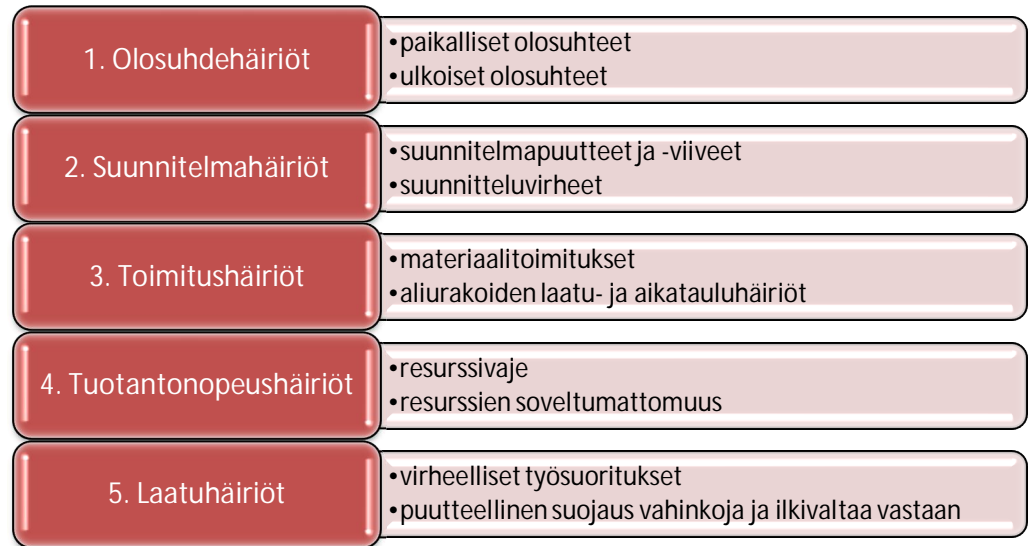 1. Olosuhdehäiriöt
•paikalliset olosuhteet
•ulkoiset olosuhteet
2. Suunnitelmahäiriöt
•suunnitelmapuutteet ja -viiveet
•suunnitteluvirheet
3. Toimitushäiriöt
•materiaalitoimitukset
•aliurakoiden laatu- ja aikatauluhäiriöt
4. Tuotantonopeushäiriöt
•resurssivaje
•resurssien soveltumattomuus
5. Laatuhäiriöt
•virheelliset työsuoritukset
•puutteellinen suojaus vahinkoja ja ilkivaltaa vastaan